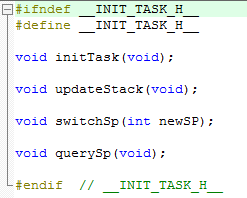 #ifndef __INIT_TASK_H__
#define __INIT_TASK_H__
void initTask(void);
void updateStack(void);
void switchSp(int newSP);
void querySp(void);
#endif  // __INIT_TASK_H__